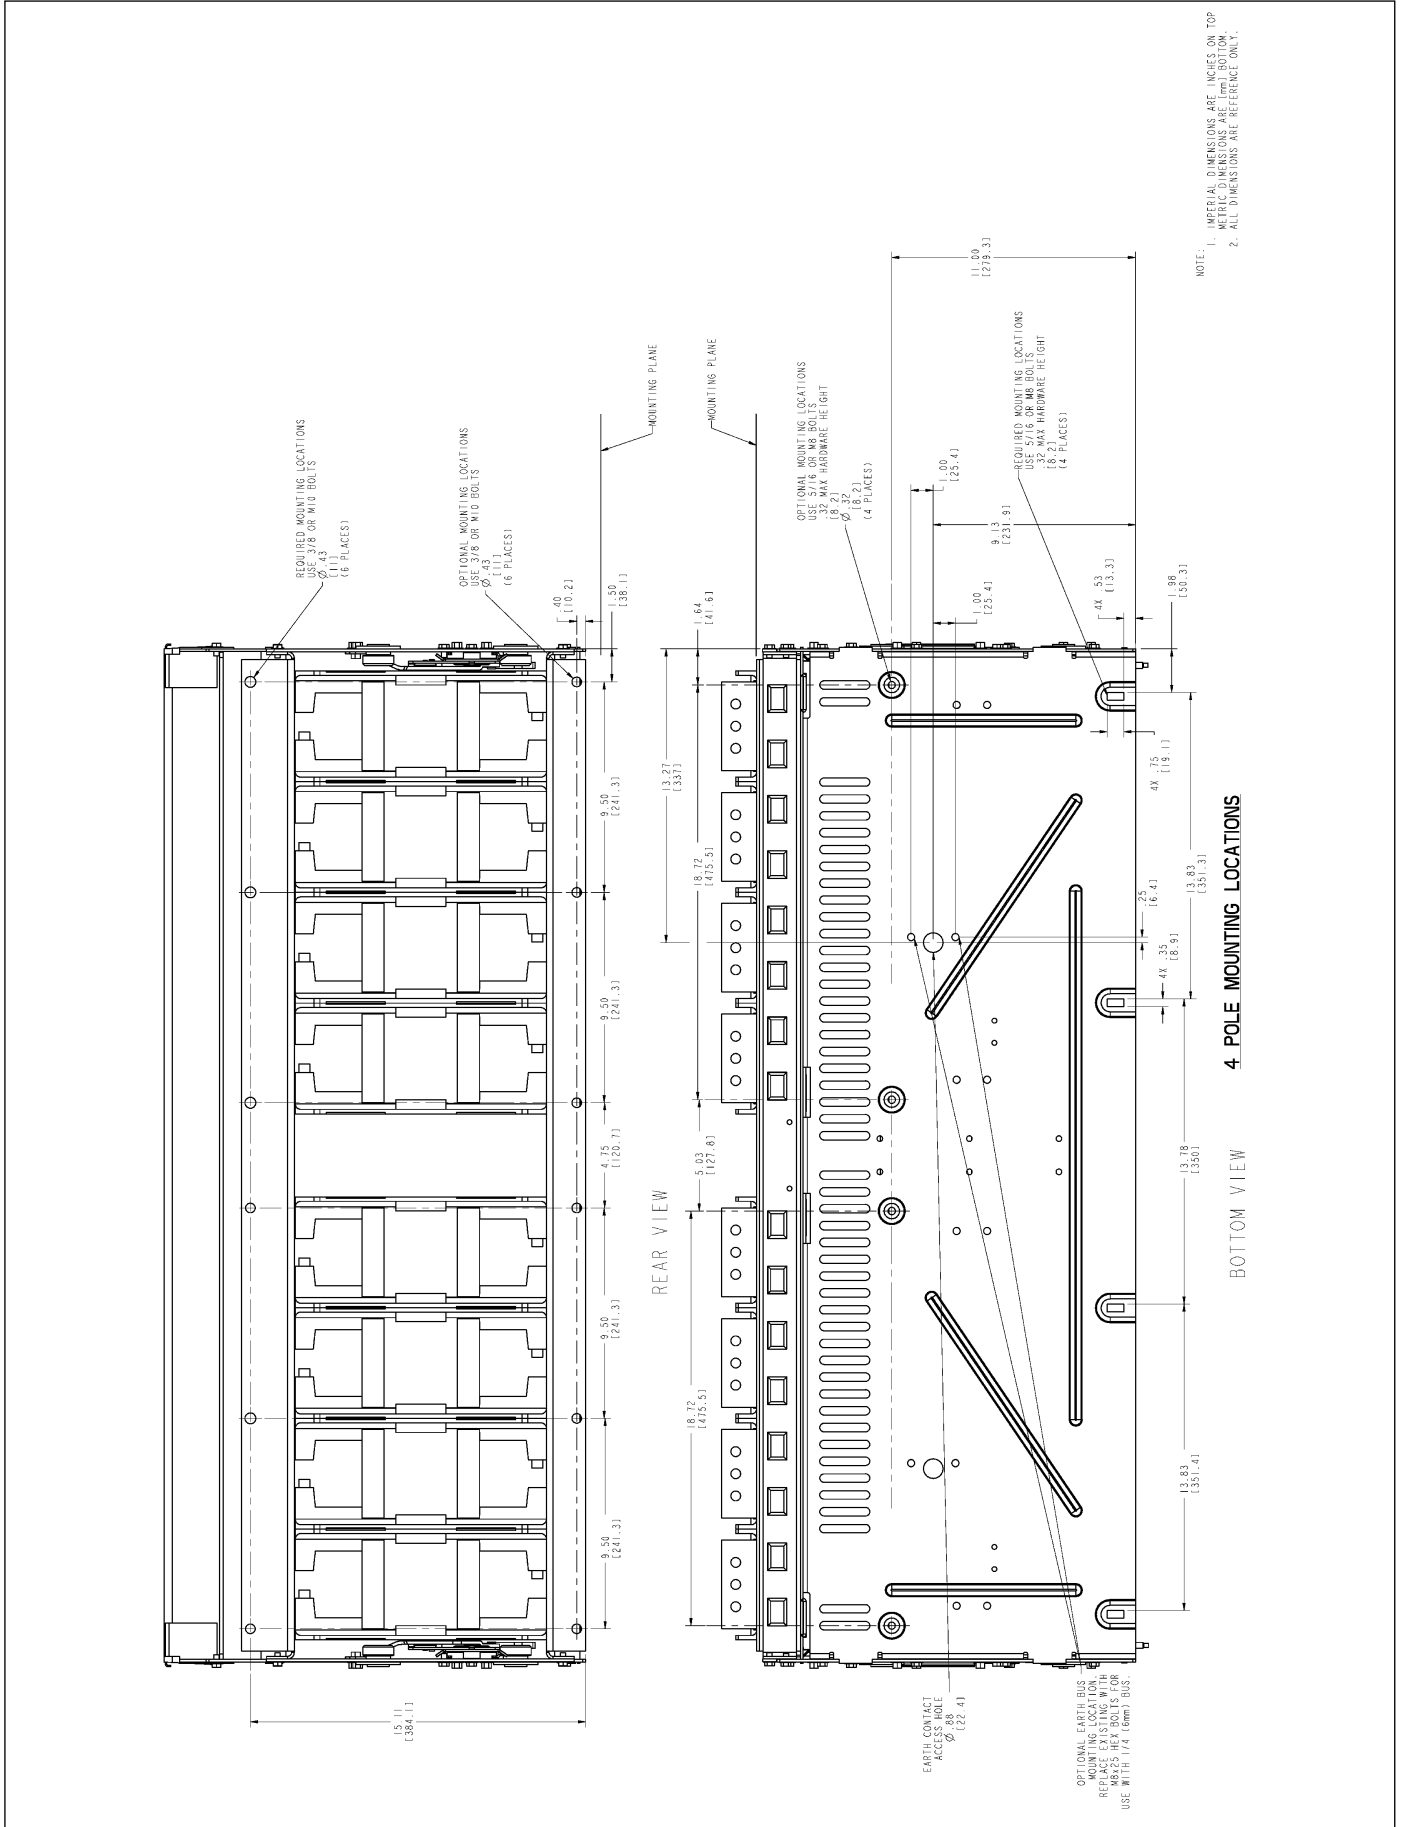 REQUIRED MOUNTING LOCATIONS
USE 3/8 OR M10 BOLTS
Ø.43
[11]
(6 PLACES)
OPTIONAL MOUNTING LOCATIONS
USE 3/8 OR M10 BOLTS
Ø.43
[11]
(6 PLACES)
.40
[10.2]
1.50
[38.1]
9.50
[241.3]
9.50
[241.3]
4.75
[120.7]
9.50
[241.3]
9.50
[241.3]
15.11
[384.1]
MOUNTING PLANE
REAR VIEW
MOUNTING PLANE
1.64
[41.6]
13.27
[337]
18.72
[475.5]
5.03
[127.8]
18.72
[475.5]
OPTIONAL MOUNTING LOCATIONS
USE 5/16 OR M8 BOLTS
.32 MAX HARDWARE HEIGHT
[8.2]
Ø.32
[8.2]
(4 PLACES)
11.00
[279.3]
1.00
[25.4]
9.13
[231.9]
1.00
[25.4]
REQUIRED MOUNTING LOCATIONS
USE 5/16 OR M8 BOLTS
.32 MAX HARDWARE HEIGHT
[8.2]
(4 PLACES)
4X .53
[13.3]
1.98
[50.3]
4X .75
[19.1]
13.83
[351.3]
.25
[6.4]
4X .35
[8.9]
13.78
[350]
13.83
[351.4]
EARTH CONTACT
ACCESS HOLE
Ø.88
[22.4]
OPTIONAL EARTH BUS
MOUNTING LOCATION.
REPLACE EXISTING WITH
M8x25 HEX BOLTS FOR
USE WITH 1/4 (6mm) BUS.
4 POLE MOUNTING LOCATIONS
BOTTOM VIEW
NOTE:
1. IMPERIAL DIMENSIONS ARE INCHES ON TOP
METRIC DIMENSIONS ARE [mm] BOTTOM.
2. ALL DIMENSIONS ARE REFERENCE ONLY.